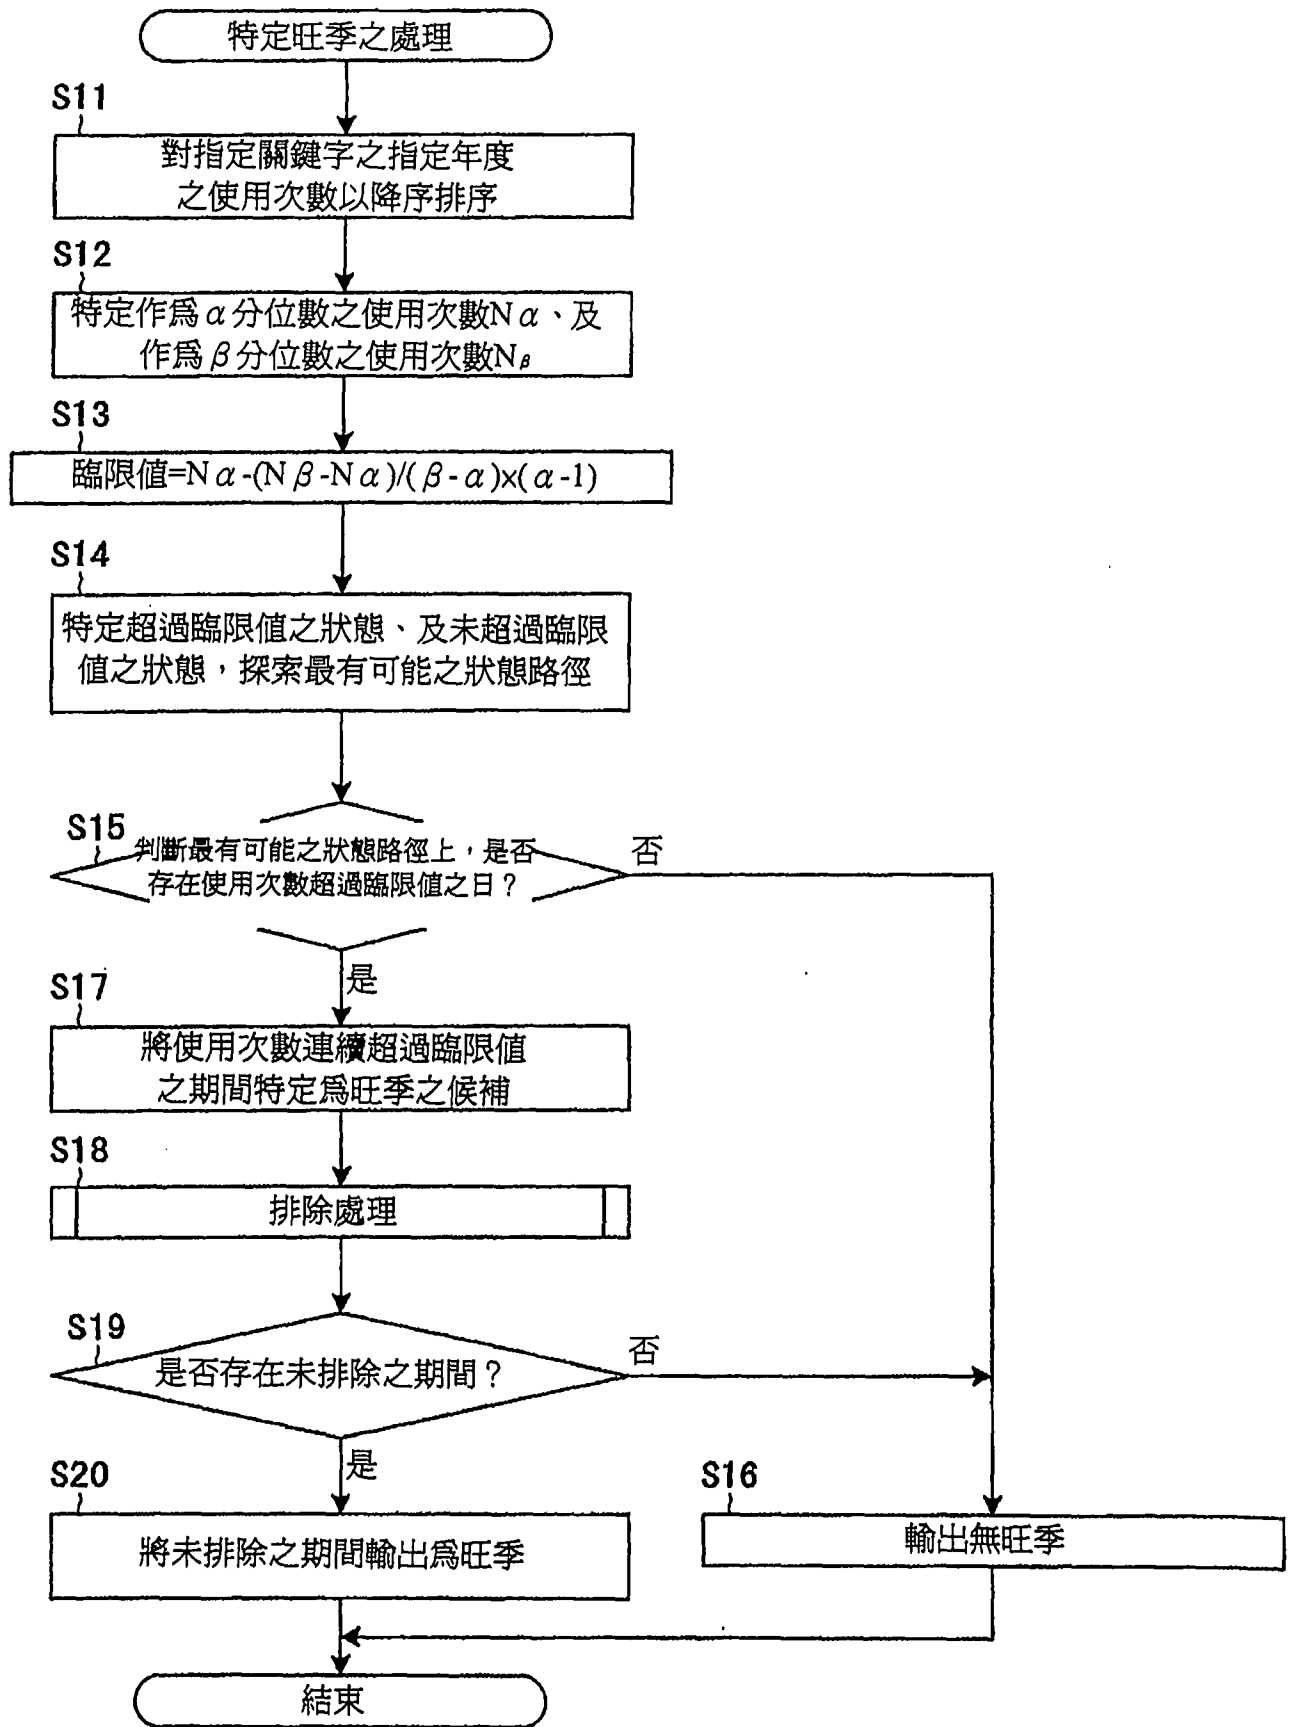 特定旺季之處理
S11
對指定關鍵字之指定年度
之使用次數以降序排序
S12
特定作爲α分位數之使用次數Nα、及
作爲β分位數之使用次數Nβ
S13
臨限值=Nα-(Nβ-Nα)/(β-α)×(α-1)
S14
特定超過臨限值之狀態、及未超過臨限
值之狀態，探索最有可能之狀態路徑
S15
判斷最有可能之狀態路徑上，是否
存在使用次數超過臨限值之日？
否
是
S17
將使用次數連續超過臨限值
之期間特定爲旺季之候補
S18
排除處理
S19
是否存在未排除之期間？
否
是
S20
將未排除之期間輸出爲旺季
S16
輸出無旺季
結束